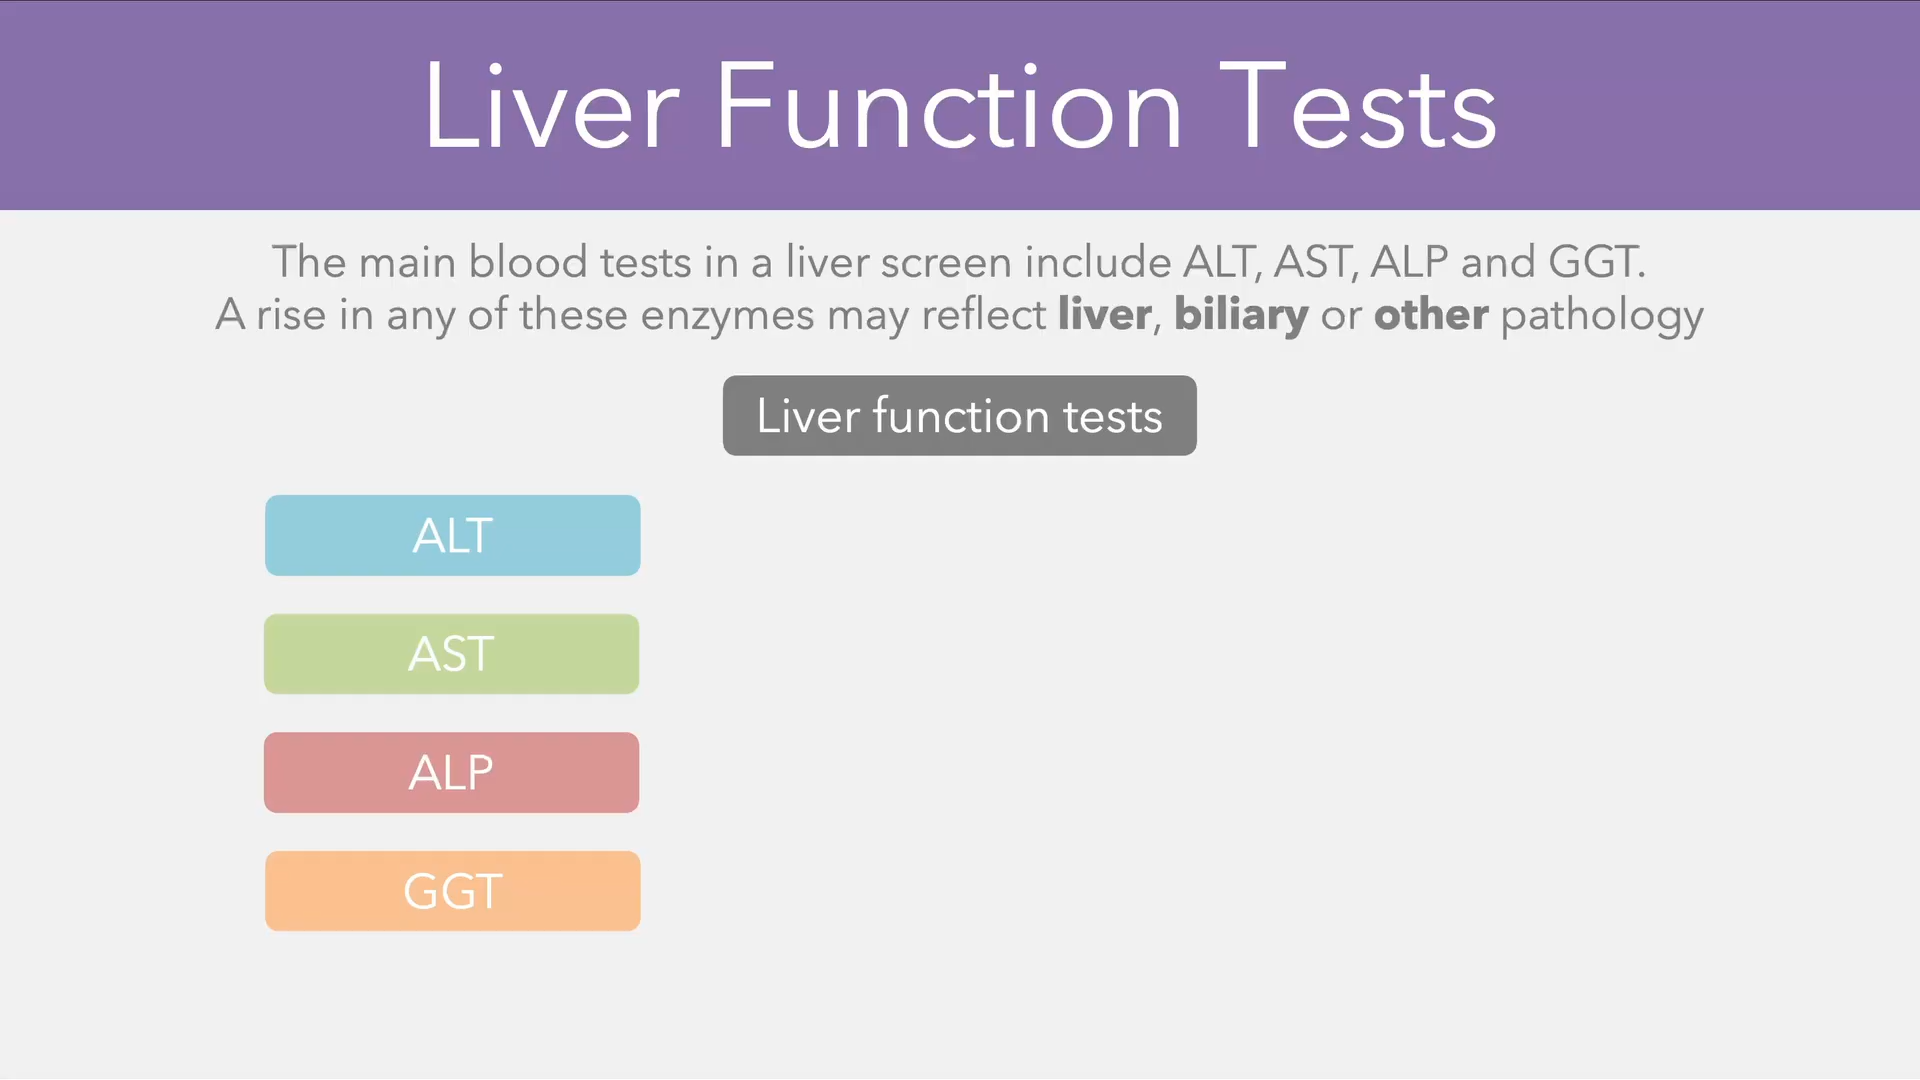 Liver Function Tests
The main blood tests in a liver screen include ALT, AST, ALP and GGT.
A rise in any of these enzymes may reflect liver, biliary or other pathology
Liver function tests
ALT
AST
ALP
GGT